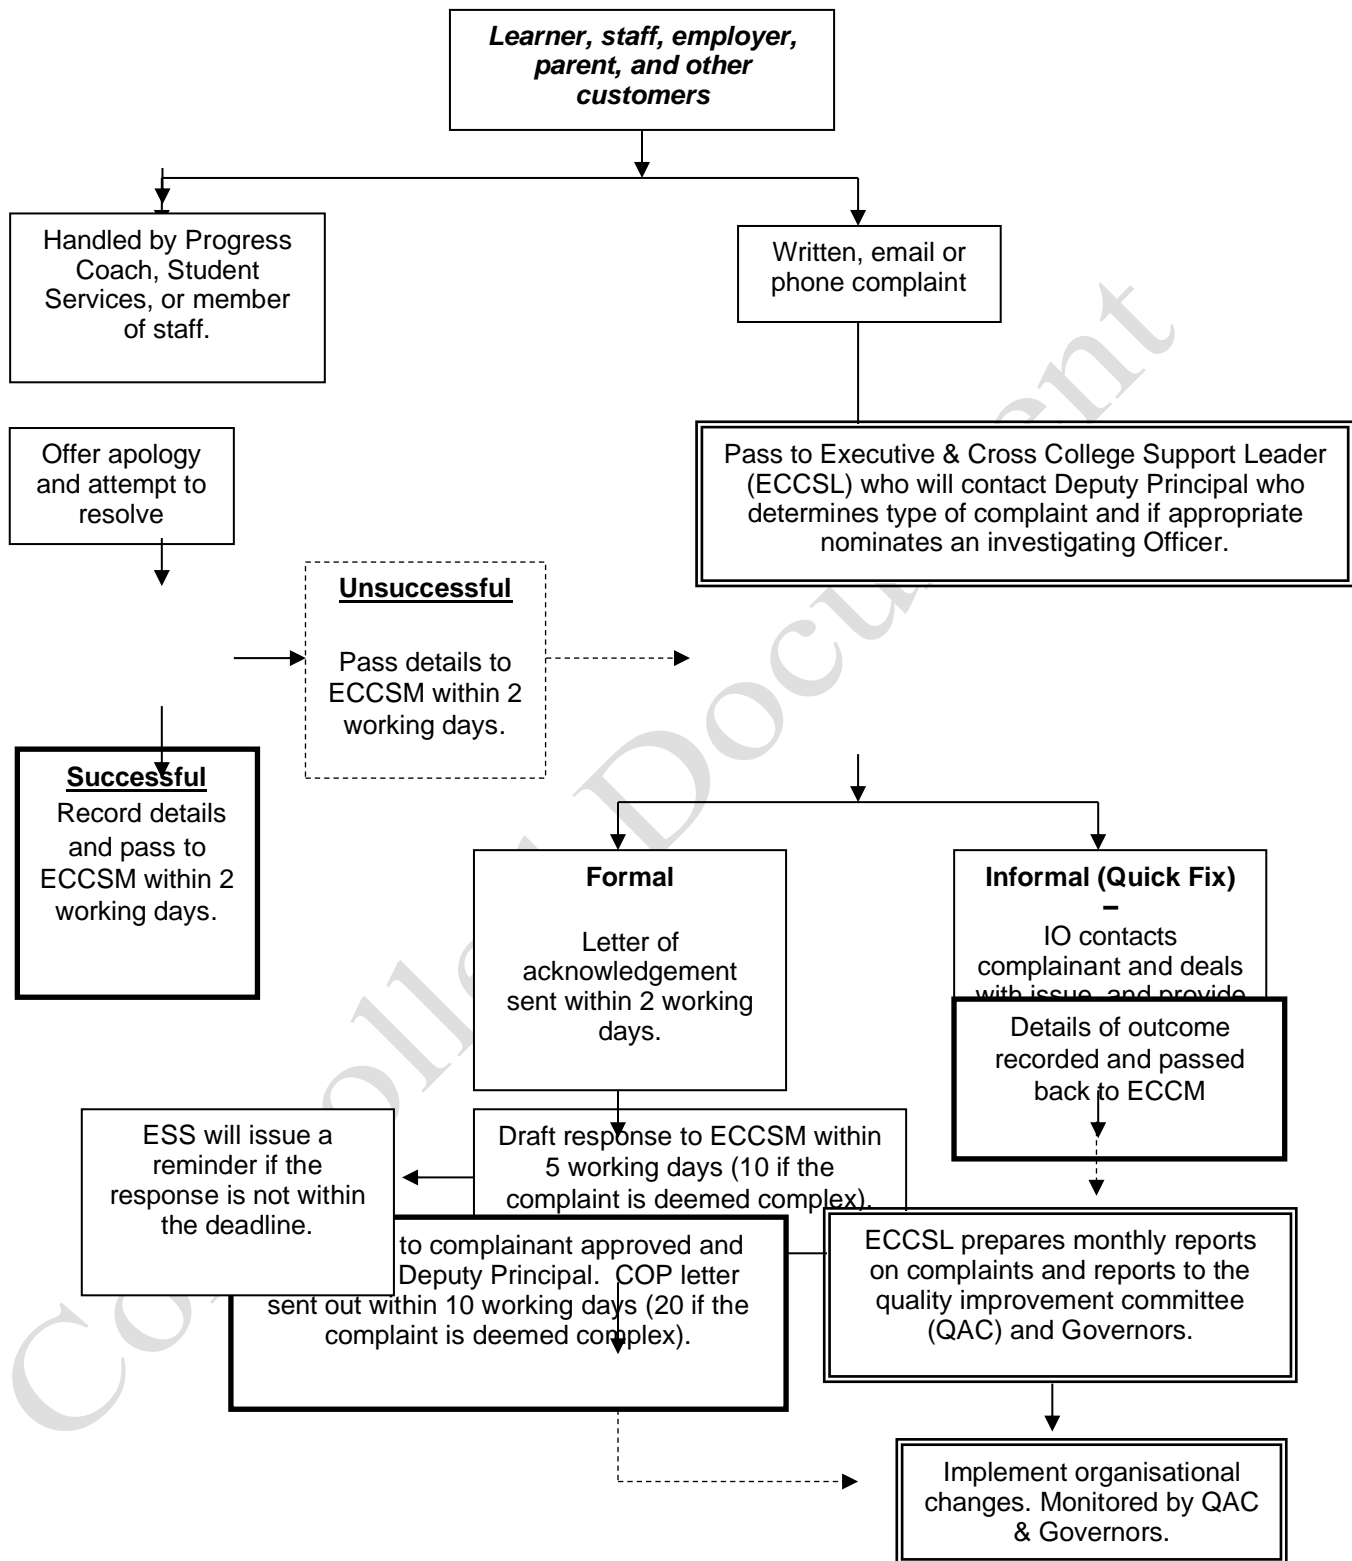 Learner, staff, employer,
parent, and other
customers
Handled by Progress
Coach, Student
Services, or member
of staff.
Written, email or
phone complaint
Offer apology
and attempt to
resolve
Pass to Executive & Cross College Support Leader
(ECCSL) who will contact Deputy Principal who
determines type of complaint and if appropriate
nominates an investigating Officer.
Unsuccessful
Pass details to
ECCSM within 2
working days.
Successful
Record details
and pass to
ECCSM within 2
working days.
Formal
Letter of
acknowledgement
sent within 2 working
days.
Informal (Quick Fix)
–
IO contacts
complainant and deals
with issue, and provide
Details of outcome
recorded and passed
back to ECCM
ESS will issue a
reminder if the
response is not within
the deadline.
Draft response to ECCSM within
5 working days (10 if the
complaint is deemed complex).
to complainant approved and
Deputy Principal. COP letter
sent out within 10 working days (20 if the
complaint is deemed complex).
ECCSL prepares monthly reports
on complaints and reports to the
quality improvement committee
(QAC) and Governors.
Implement organisational
changes. Monitored by QAC
& Governors.
Document